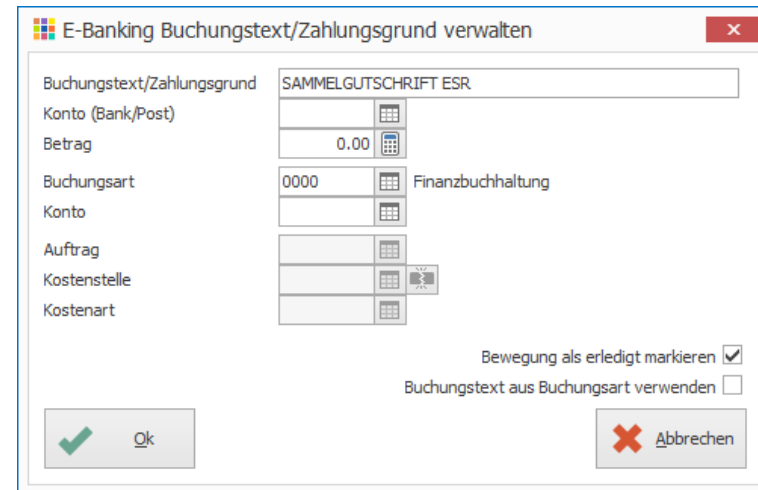 E-Banking Buchungstext/Zahlungsgrund verwalten
Buchungstext/Zahlungsgrund SAMMELGUTSCHRIFT ESR
Konto (Bank/Post)
Betrag 0.00
Buchungsart 0000 Finanzbuchhaltung
Konto
Auftrag
Kostenstelle
Kostenart
Bewegung als erledigt markieren
Buchungstext aus Buchungsart verwenden
Ok Abbrechen